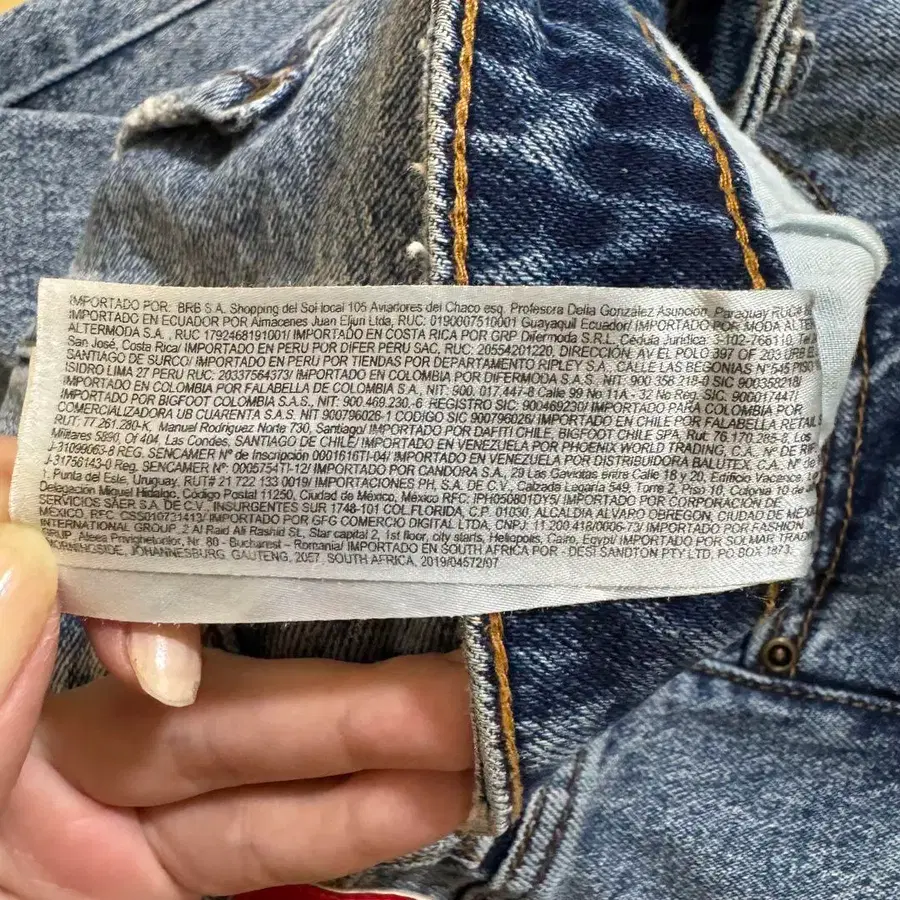 IMPORTADO POR: BRB S.A. Shopping del Sol local 105 Aviadores del Chaco esq. Profesora Delia González Asunción, Paraguay RUC
IMPORTADO EN ECUADOR POR Almacenes Juan Eljuri Ltda, RUC: 0190007510001 Guayaquil Ecuador/ IMPORTADO POR MODA
ALTERMODA S.A., RUC 1792468191001/ IMPORTADO EN COSTA RICA POR GRP Difermoda S.R.L. Cédula Jurídica 3-102-766110,
San José, Costa Rica/ IMPORTADO EN PERU POR DIFER PERU SAC, RUC: 20554201220, DIRECCION: AV EL POLO 397 OF 203 URB
SANTIAGO DE SURCO/ IMPORTADO EN PERU POR TIENDAS POR DEPARTAMENTO RIPLEY S.A., CALLE LAS BEGONIAS N°545 PISO
ISIDRO LIMA 27 PERU RUC: 20337564373/ IMPORTADO EN COLOMBIA POR DIFERMODA S.A.S. NIT: 900 358 218-0 SIC 900358218/
IMPORTADO EN COLOMBIA POR FALABELLA DE COLOMBIA S.A. NIT: 900. 017.447-8 Calle 99 No 11A - 32 No Reg. SIC: 900017447/
IMPORTADO POR BIGFOOT COLOMBIA S.A.S., NIT: 900.469.230.-6 REGISTRO SIC: 900469230/ IMPORTADO PARA COLOMBIA POR
COMERCIALIZADORA UB CUARENTA S.A.S. NIT 900796026-1 CODIGO SIC 900796026/ IMPORTADO EN CHILE POR FALABELLA RETAIL
RUT: 77.261.280-K, Manuel Rodriguez Norte 730, Santiago/ IMPORTADO POR DAFITI CHILE, BIGFOOT CHILE SPA, Rut: 76.170.285-8, Los
Militares 5890, Of 404, Las Condes, SANTIAGO DE CHILE/ IMPORTADO EN VENEZUELA POR PHOENIX WORLD TRADING, C.A., N° DE RIF
J-31099063-8 REG. SENCAMER N° de Inscripción 0001616TI-04/ IMPORTADO EN VENEZUELA POR DISTRIBUIDORA BALUTEX, C.A., N° de
J-31756143-0 Reg. SENCAMER N°: 0005754TI-12/ IMPORTADO POR CANDORA S.A., 29 Las Gaviotas entre Calle 18 y 20, Edificio
Punta del Este, Uruguay, RUT# 21 722 133 0019/ IMPORTACIONES PH, S.A. DE C.V., Calzada Legaria 549, Torre 2, Piso 10, Colonia 10 de
Delegación Miguel Hidalgo, Código Postal 11250, Ciudad de México, México RFC: IPH050801DY5/ IMPORTADO POR CORPORACIÓN DE
SERVICIOS SAER S.A. DE C.V., INSURGENTES SUR 1748-101 COL.FLORIDA, C.P. 01030, ALCALDIA ALVARO OBREGON, CIUDAD DE MEXICO
MEXICO, RFC: CSS010713413/ IMPORTADO POR GFG COMERCIO DIGITAL LTDA, CNPJ: 11.200.418/0006-73/ IMPORTADO POR FASHION
INTERNATIONAL GROUP, 2 Al Raid Ali Rashid SL, Star capital 2, 1st floor, city starts, Heliopolis, Cairo, Egypt/ IMPORTADO POR SOLMAR TRADING
Nr. 80 - Bucharest - Romania/ IMPORTADO EN SOUTH AFRICA POR - DESI SANDTON PTY LTD, PO BOX 1873,
JOHANNESBURG, GAUTENG, 2057, SOUTH AFRICA, 2019/04572/07